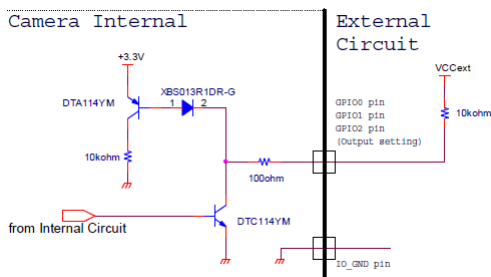 Camera Internal
External
Circuit
+3.3V
VCCext
XBS013R1DR-G
1 2
DTA114YM
GPIO0 pin
GPIO1 pin
GPIO2 pin
(Output setting)
10kohm
10kohm
100ohm
DTC114YM
from Internal Circuit
IO_GND pin